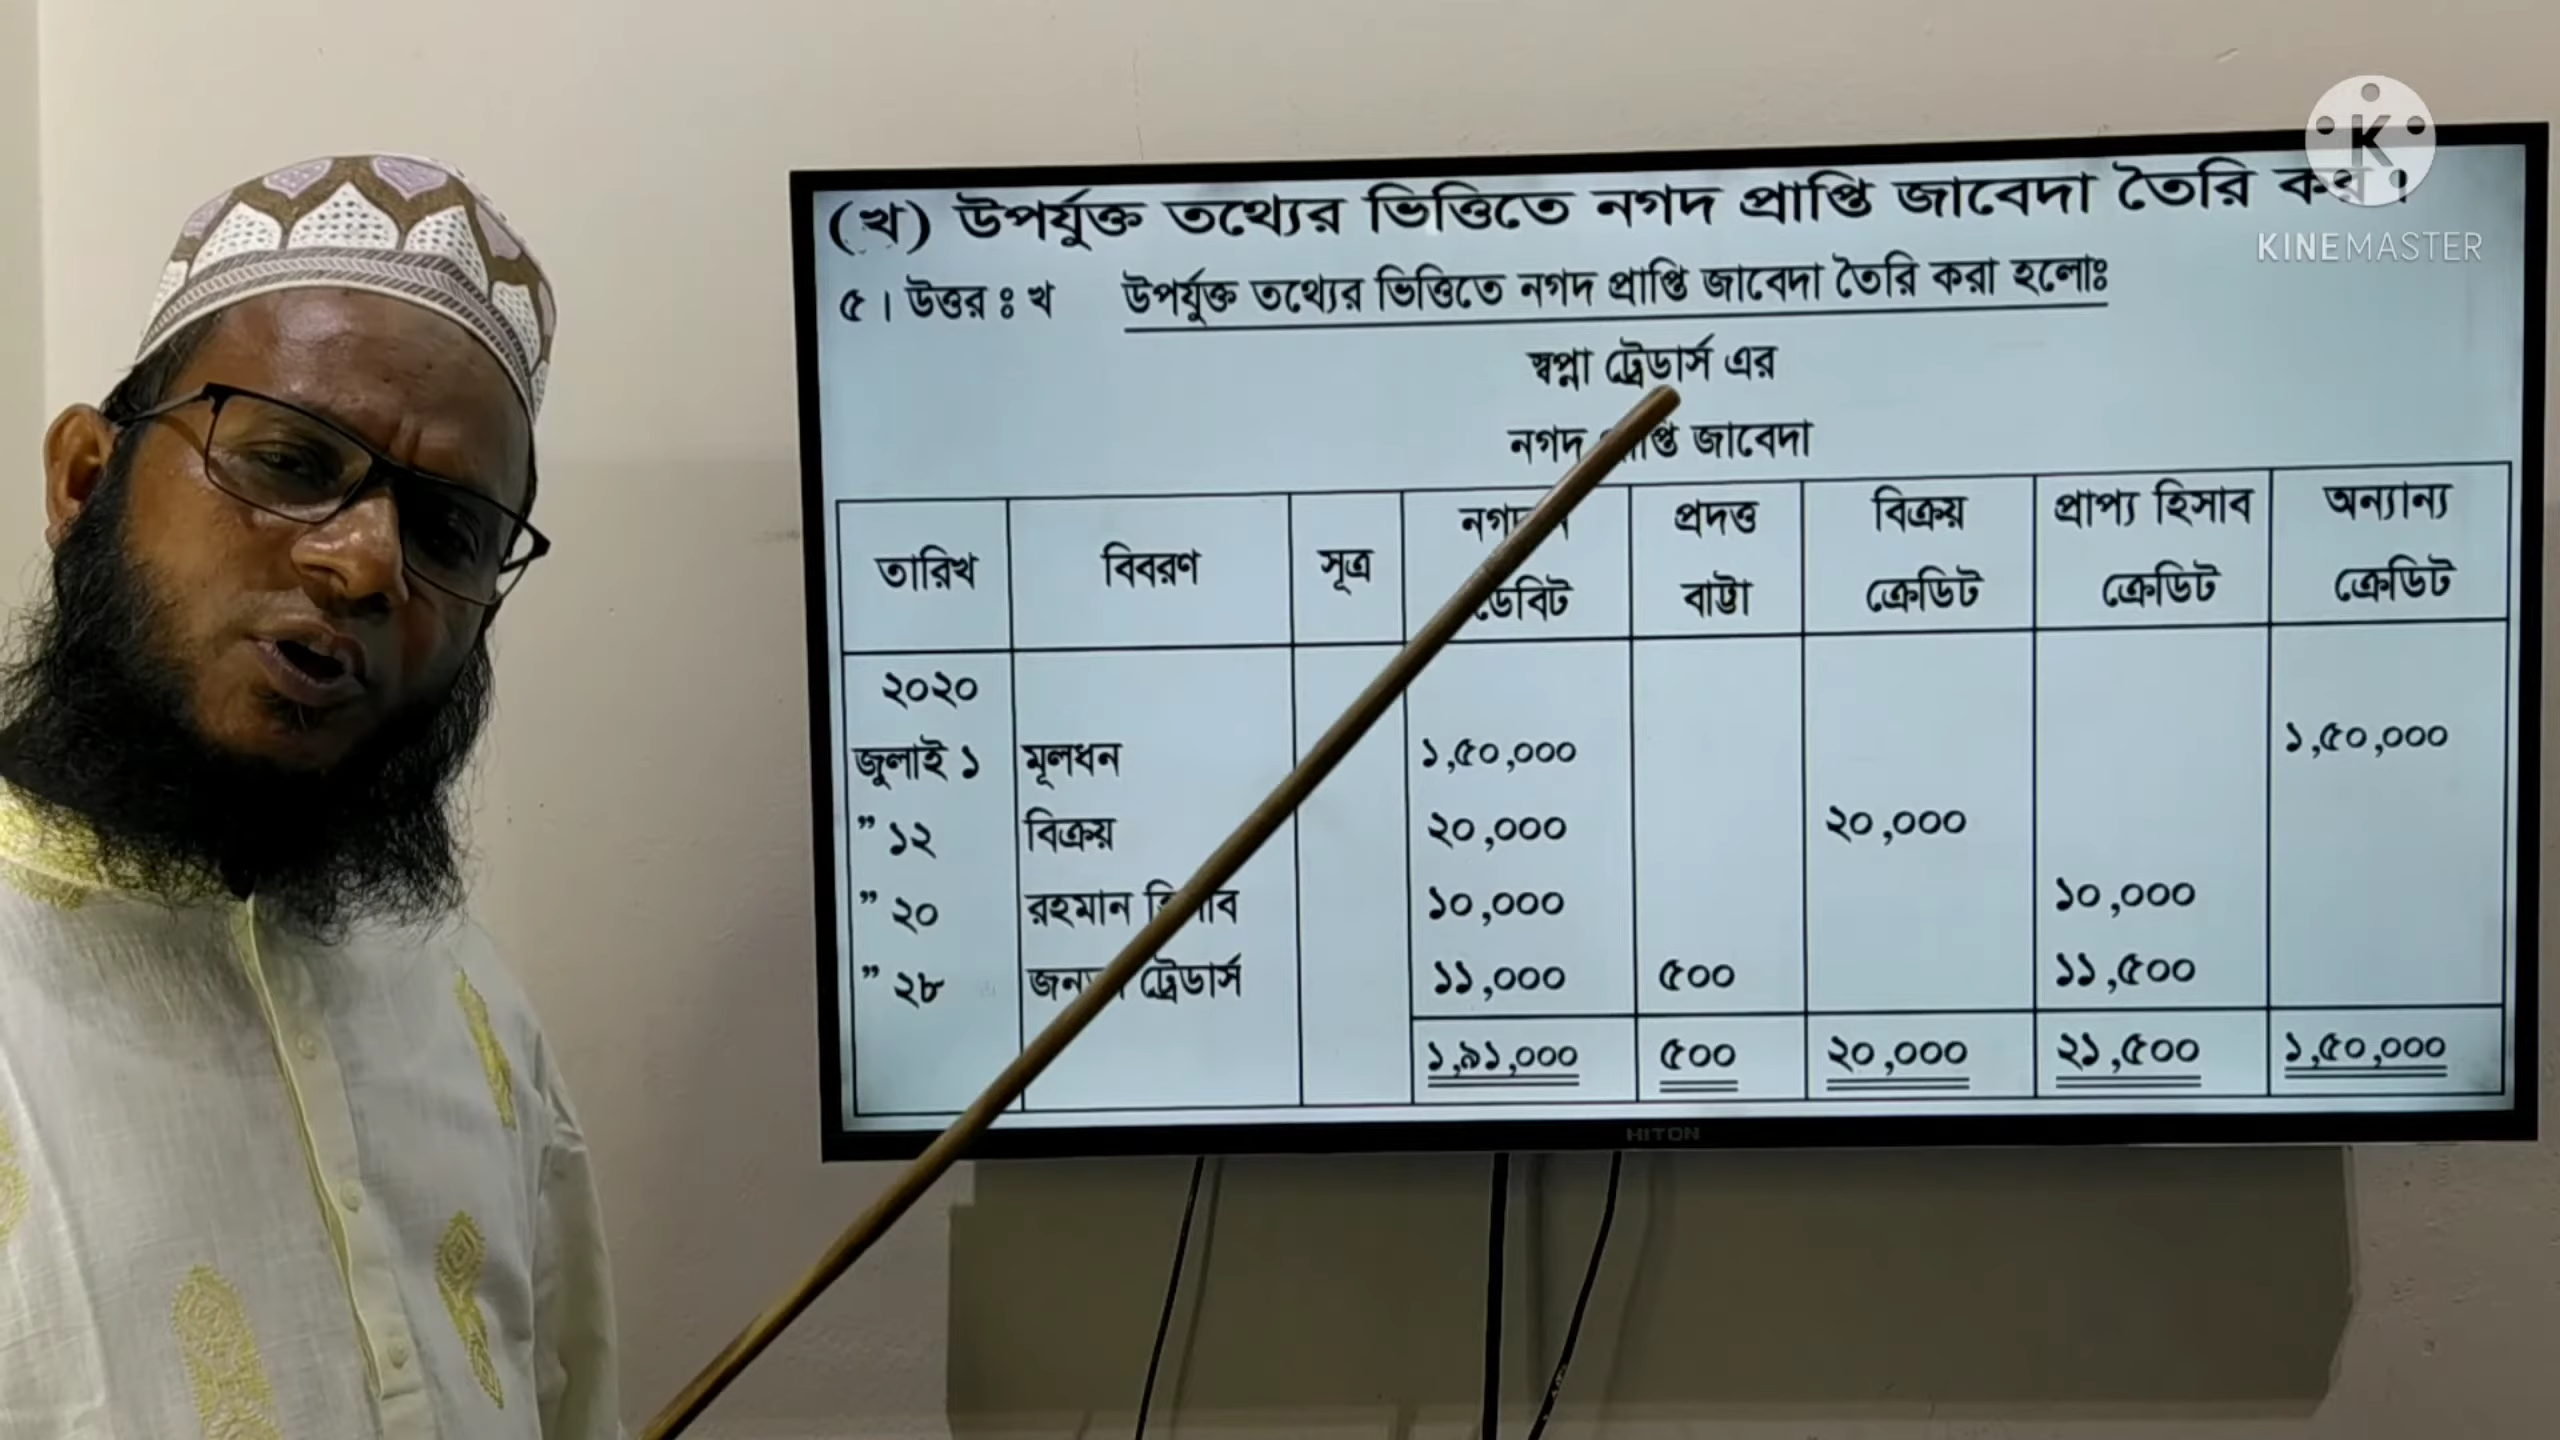 (খ) উপর্যুক্ত তথ্যের ভিত্তিতে নগদ প্রাপ্তি জাবেদা তৈরি কর।
KINEMASTER
৫। উত্তর ঃ খ উপর্যুক্ত তথ্যের ভিত্তিতে নগদ প্রাপ্তি জাবেদা তৈরি করা হলোঃ
স্বপ্না ট্রেডার্স এর
নগদ প্রাপ্তি জাবেদা
তারিখ বিবরণ সূত্র ডেবিট প্রদত্ত বাট্টা বিক্রয় ক্রেডিট প্রাপ্য হিসাব ক্রেডিট অন্যান্য ক্রেডিট
২০২০
জুলাই ১ মূলধন ১,৫০,০০০ ১,৫০,০০০
” ১২ বিক্রয় ২০,০০০ ২০,০০০
” ২০ রহমান হিসাব ১০,০০০ ১০,০০০
” ২৮ ট্রেডার্স ১১,০০০ ৫০০ ১১,৫০০
১,৯১,০০০ ৫০০ ২০,০০০ ২১,৫০০ ১,৫০,০০০
HITON